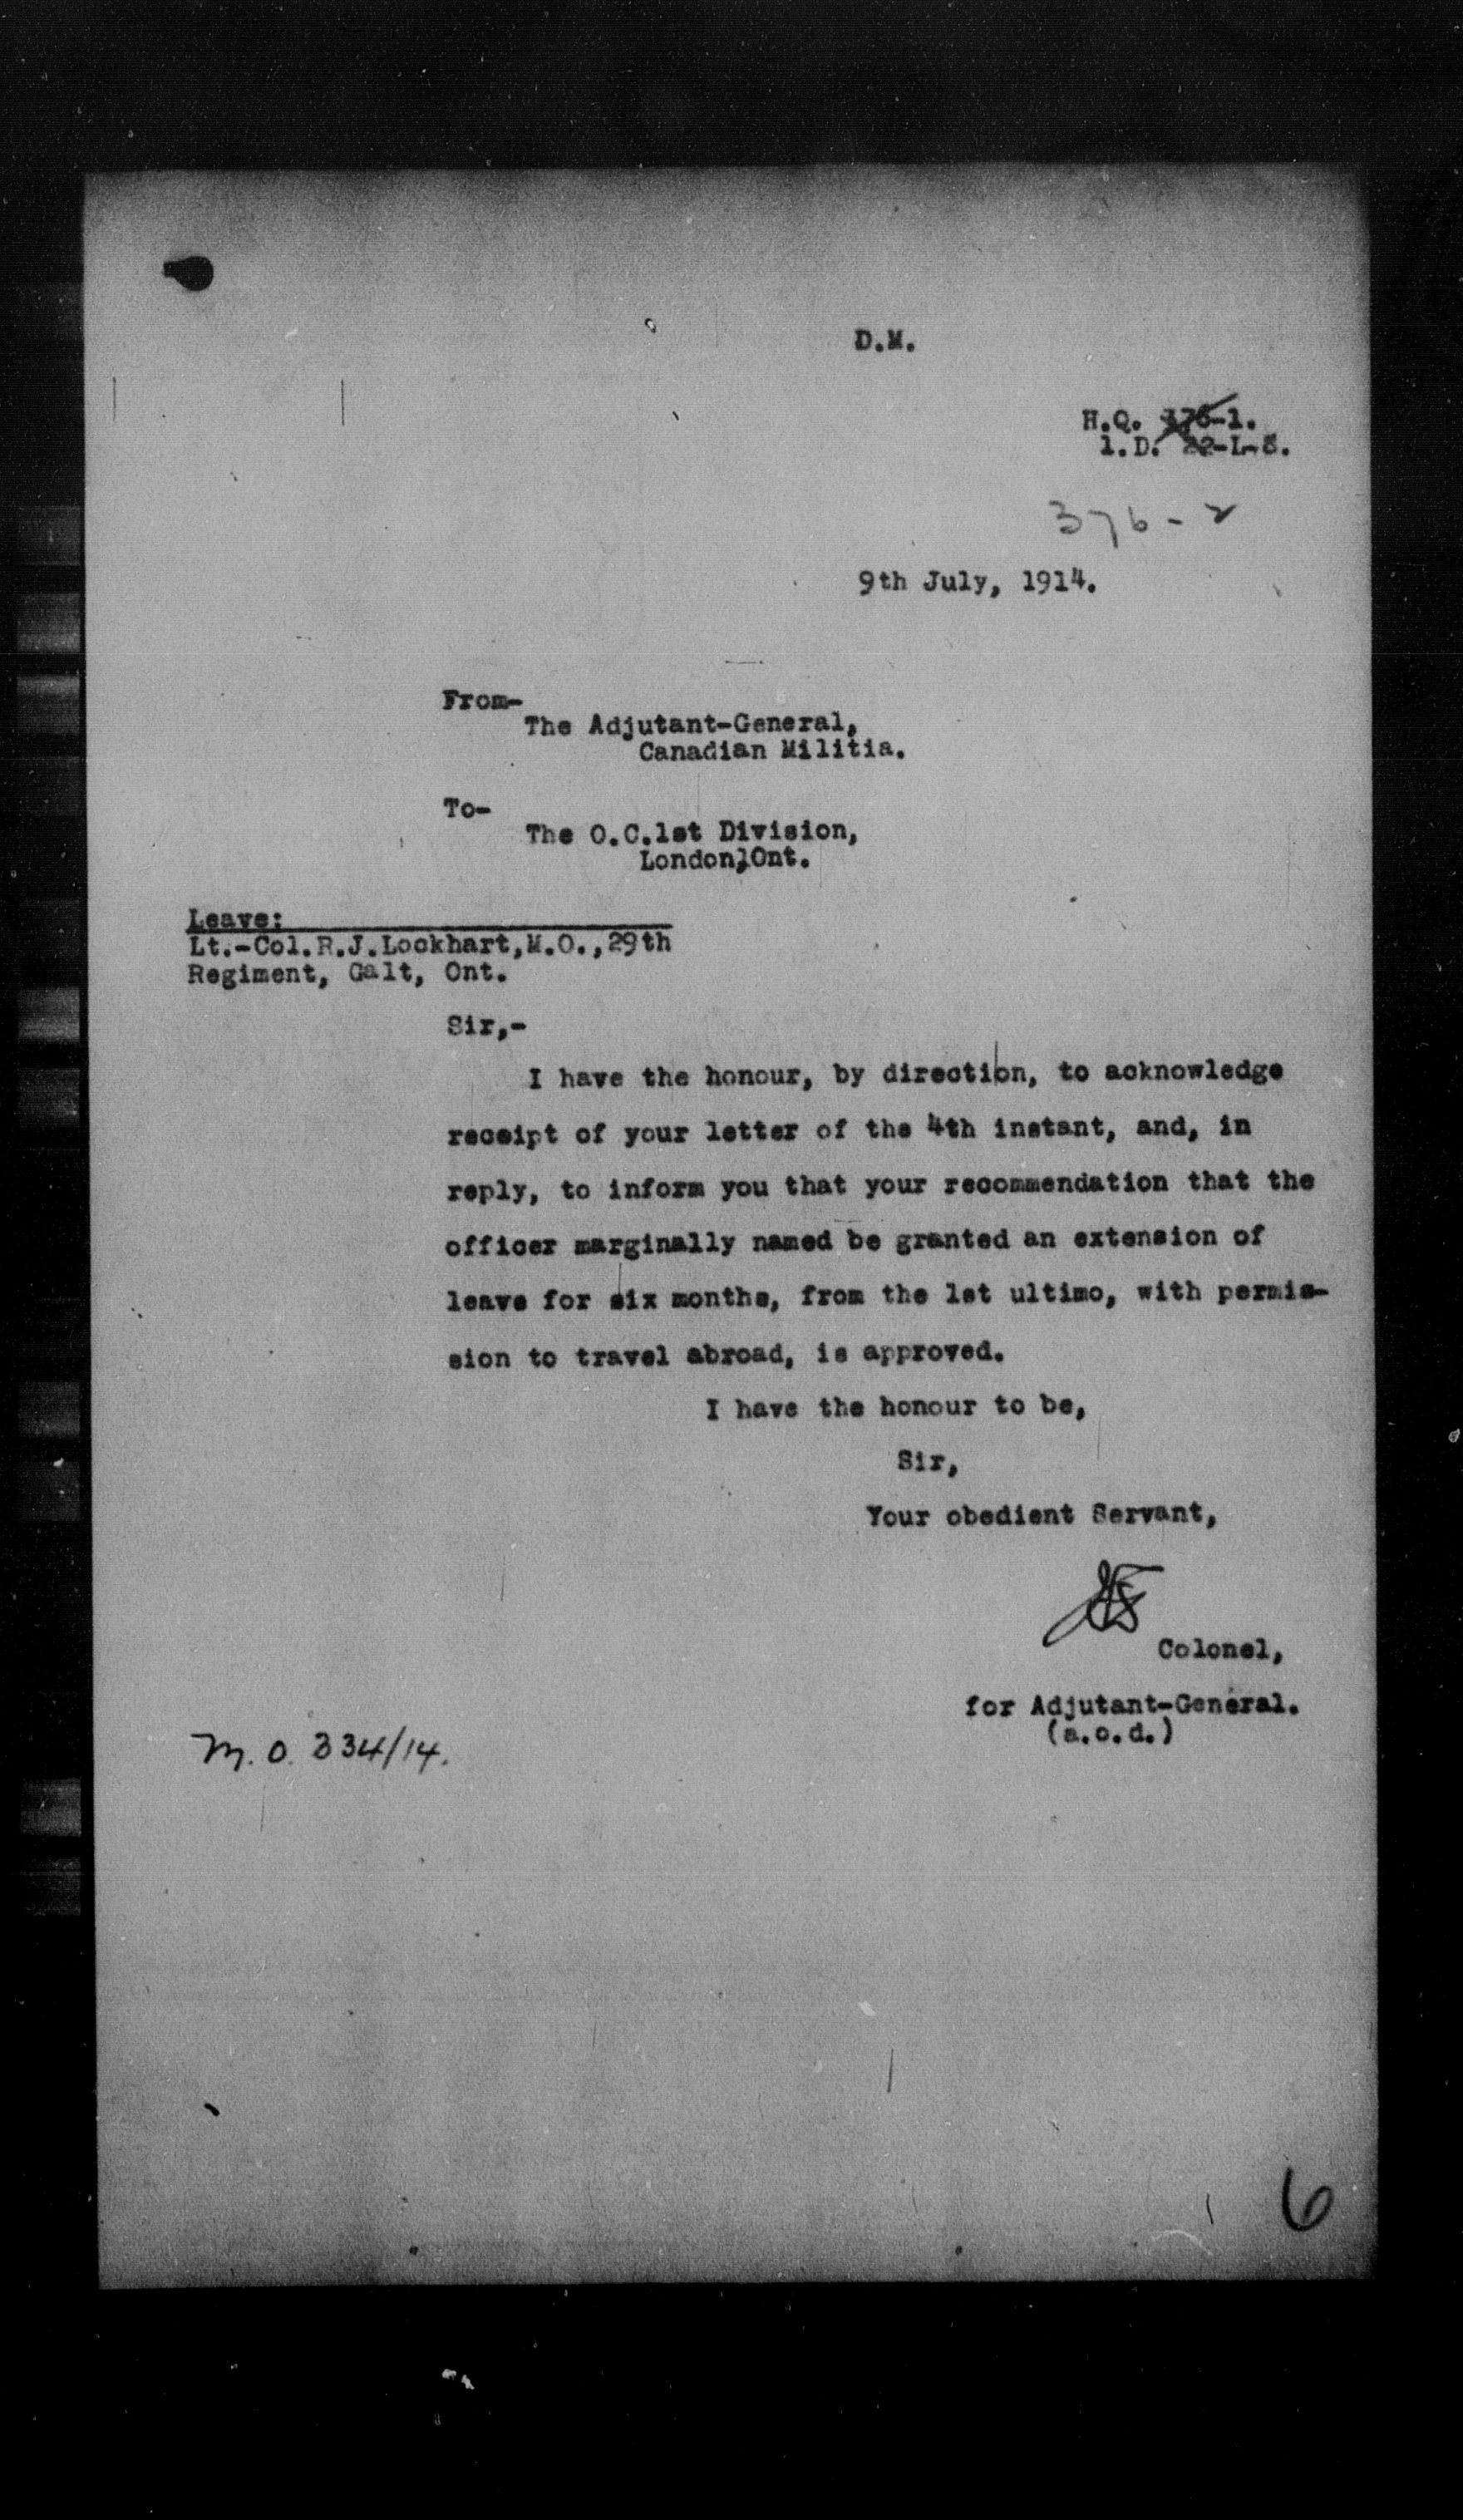 D.M.
H.Q. 376-1.
1.D. 22-L-8.
376-2
9th July, 1914.
From-
The Adjutant-General,
Canadian Militia.
To-
The O.C.1st Division,
London,Ont.
Leave:
Lt.-Col.R.J.Lockhart,M.O.,29th
Regiment, Galt, Ont.
Sir,-
I have the honour, by direction, to acknowledge
receipt of your letter of the 4th instant, and, in
reply, to inform you that your recommendation that the
officer marginally named be granted an extension of
leave for six months, from the 1st ultimo, with permis-
sion to travel abroad, is approved.
I have the honour to be,
Sir,
Your obedient Servant,
Colonel,
for Adjutant-General.
(a.c.d.)
M.O. 334/14.
6